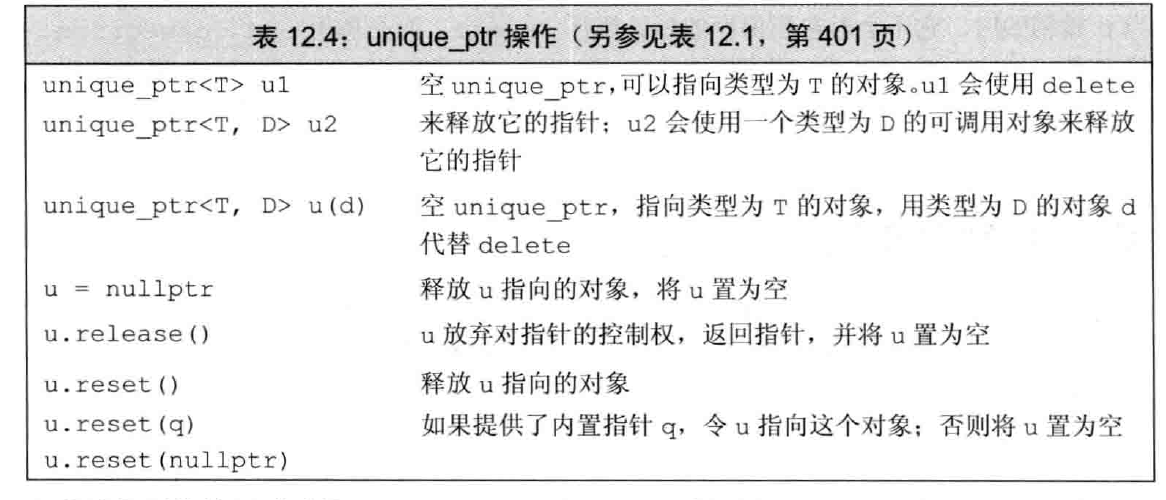 表 12.4：unique_ptr 操作（另参见表 12.1，第 401 页）
unique_ptr<T> u1 空 unique_ptr，可以指向类型为 T 的对象。u1 会使用 delete
unique_ptr<T, D> u2 来释放它的指针；u2 会使用一个类型为 D 的可调用对象来释放
它的指针
unique_ptr<T, D> u(d) 空 unique_ptr，指向类型为 T 的对象，用类型为 D 的对象 d
代替 delete
u = nullptr 释放 u 指向的对象，将 u 置为空
u.release() u 放弃对指针的控制权，返回指针，并将 u 置为空
u.reset() 释放 u 指向的对象
u.reset(q) 如果提供了内置指针 q，令 u 指向这个对象；否则将 u 置为空
u.reset(nullptr)